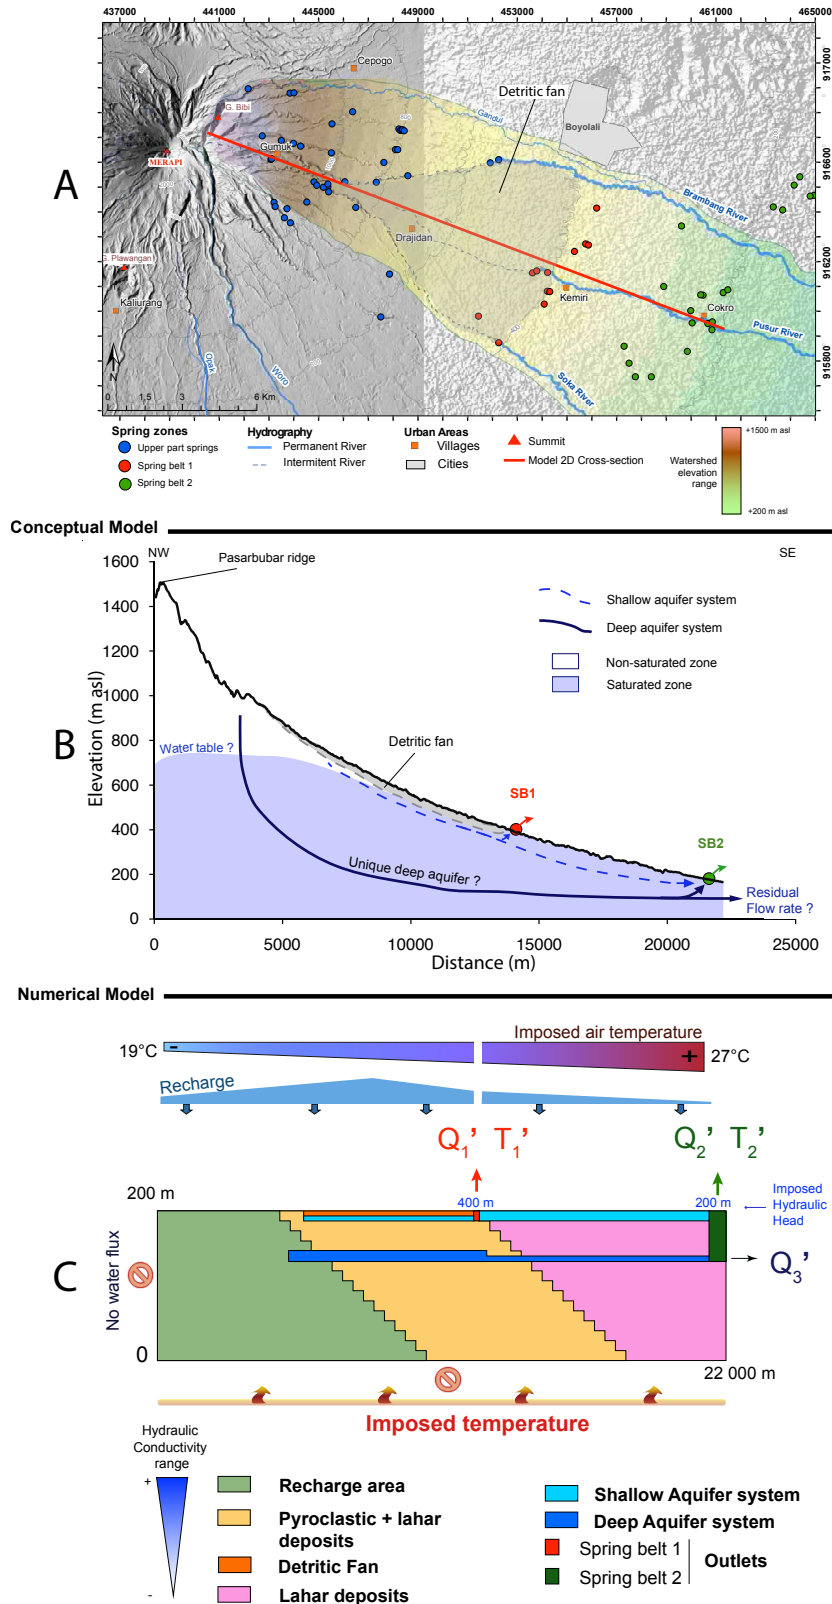 437000 441000 445000 449000 453000 457000 461000 465000
917000
916600
916200
915800
Cepogo
Detritic fan
G. Bibi
Gandul
Boyolali
Gumuk
MERAPI
A
Brambang River
Drajidan
G. Plawangan
Kaliurang
Kemiri
Cokro
Pusur River
Opak
Woro
Soka River
N
0 1,5 3 6 Km
Spring zones
Upper part springs
Spring belt 1
Spring belt 2
Hydrography
Permanent River
Intermitent River
Urban Areas
Villages
Cities
Summit
Model 2D Cross-section
Watershed
elevation
range
+1500 m asl
+200 m asl
Conceptual Model
NW
SE
Pasarbubar ridge
1600
1400
1200
1000
800
600
400
200
0
Elevation (m asl)
Shallow aquifer system
Deep aquifer system
Non-saturated zone
Saturated zone
B
Water table ?
Detritic fan
SB1
SB2
Unique deep aquifer ?
Residual
Flow rate ?
0 5000 10000 15000 20000 25000
Distance (m)
Numerical Model
Imposed air temperature
19°C - + 27°C
Recharge
Q1’ T1’
Q2’ T2’
200 m
400 m
200 m
Imposed
Hydraulic
Head
No water flux
C
Q3’
0
22 000 m
Imposed temperature
Hydraulic
Conductivity
range
+
-
Recharge area
Pyroclastic + lahar
deposits
Detritic Fan
Lahar deposits
Shallow Aquifer system
Deep Aquifer system
Spring belt 1
Spring belt 2
Outlets